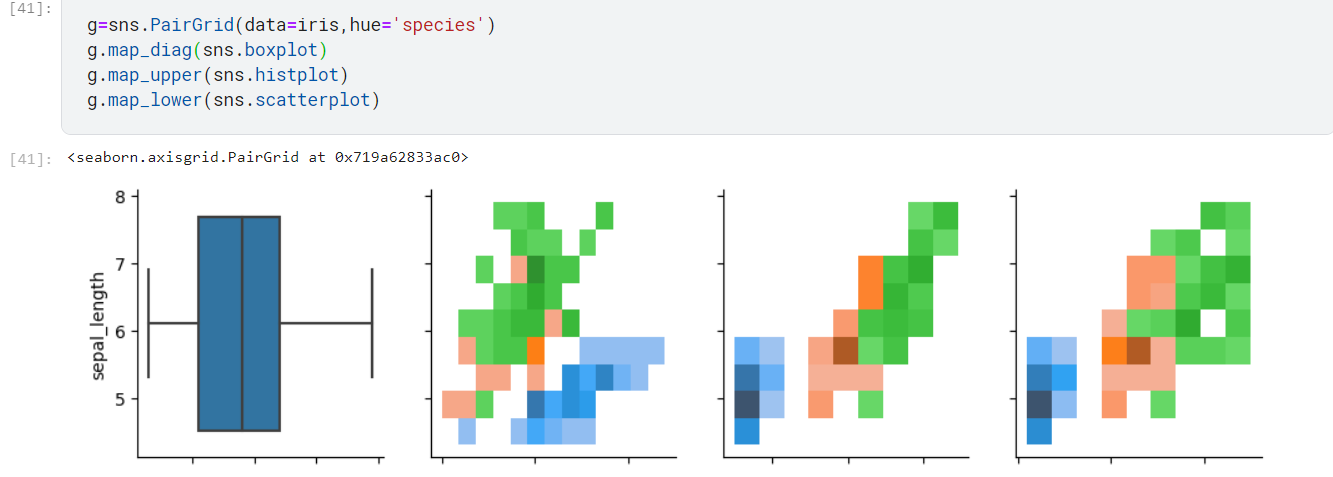 [41]:
g=sns.PairGrid(data=iris,hue='species')
g.map_diag(sns.boxplot)
g.map_upper(sns.histplot)
g.map_lower(sns.scatterplot)
[41]: <seaborn.axisgrid.PairGrid at 0x719a62833ac0>
8
7
6
5
sepal_length